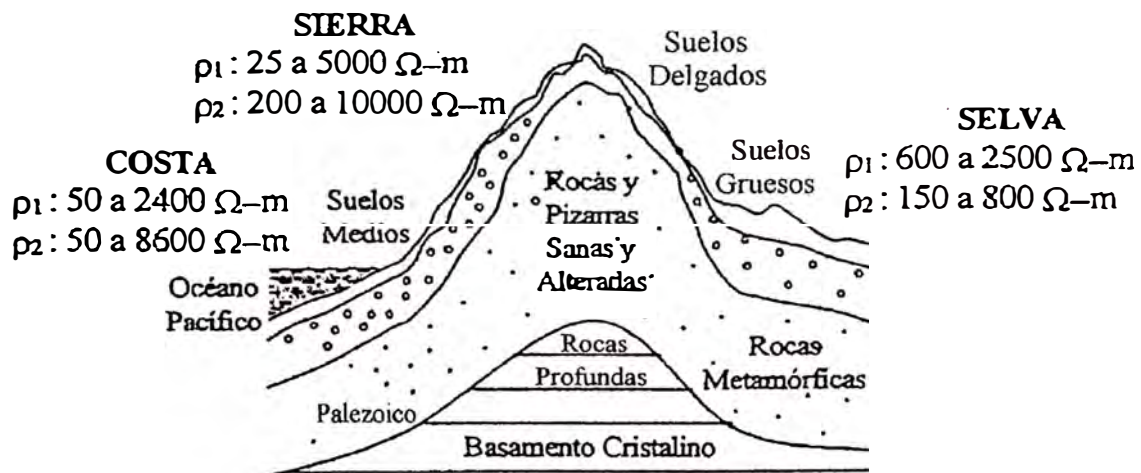 SIERRA
ρ1 : 25 a 5000 Ω–m
ρ2 : 200 a 10000 Ω–m
COSTA
ρ1 : 50 a 2400 Ω–m
ρ2 : 50 a 8600 Ω–m
SELVA
ρ1 : 600 a 2500 Ω–m
ρ2 : 150 a 800 Ω–m
Suelos
Delgados
Suelos
Gruesos
Suelos
Medios
Rocas y
Pizarras
Sanas y
Alteradas
Océano
Pacífico
Rocas
Profundas
Rocas
Metamórficas
Palezoico
Basamento Cristalino